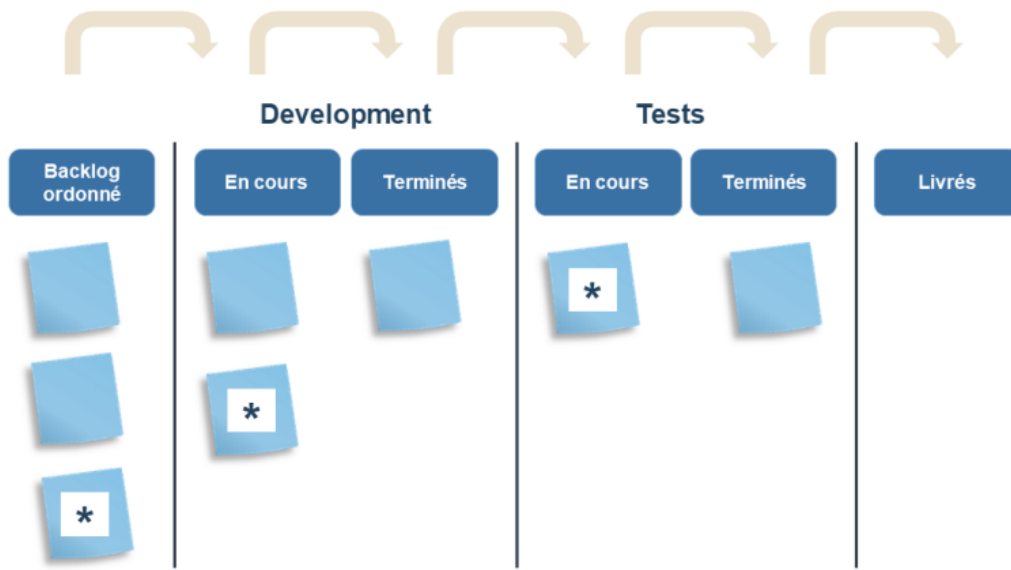 Development
Tests
Backlog
ordonné
En cours
Terminés
En cours
Terminés
Livrés
*
*
*